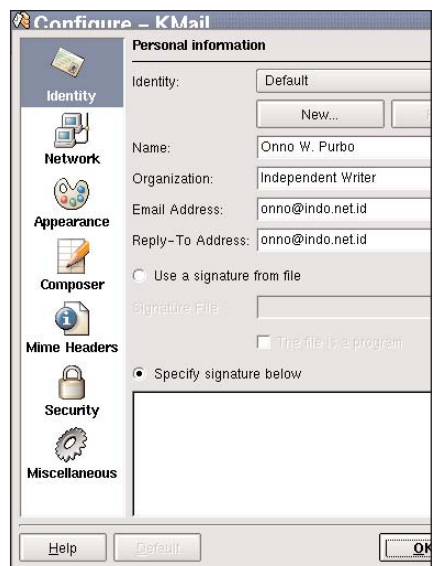 Configure – KMail
Identity
Network
Appearance
Composer
Mime Headers
Security
Miscellaneous
Personal information
Identity: Default
New...
Name: Onno W. Purbo
Organization: Independent Writer
Email Address: onno@indo.net.id
Reply-To Address: onno@indo.net.id
Use a signature from file
Signature File:
The file is a program
Specify signature below
Help
Default
OK